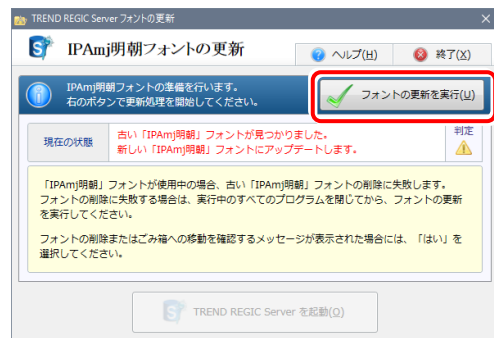 TREND REGIC Server フォントの更新
IPAmj明朝フォントの更新
ヘルプ(H)
終了(X)
IPAmj明朝フォントの準備を行います。
右のボタンで更新処理を開始してください。
フォントの更新を実行(U)
現在の状態
古い「IPAmj明朝」フォントが見つかりました。
新しい「IPAmj明朝」フォントにアップデートします。
判定
「IPAmj明朝」フォントが使用中の場合、古い「IPAmj明朝」フォントの削除に失敗します。
フォントの削除に失敗する場合は、実行中のすべてのプログラムを閉じてから、フォントの更新
を実行してください。
フォントの削除またはごみ箱への移動を確認するメッセージが表示された場合には、「はい」を
選択してください。
TREND REGIC Server を起動(O)